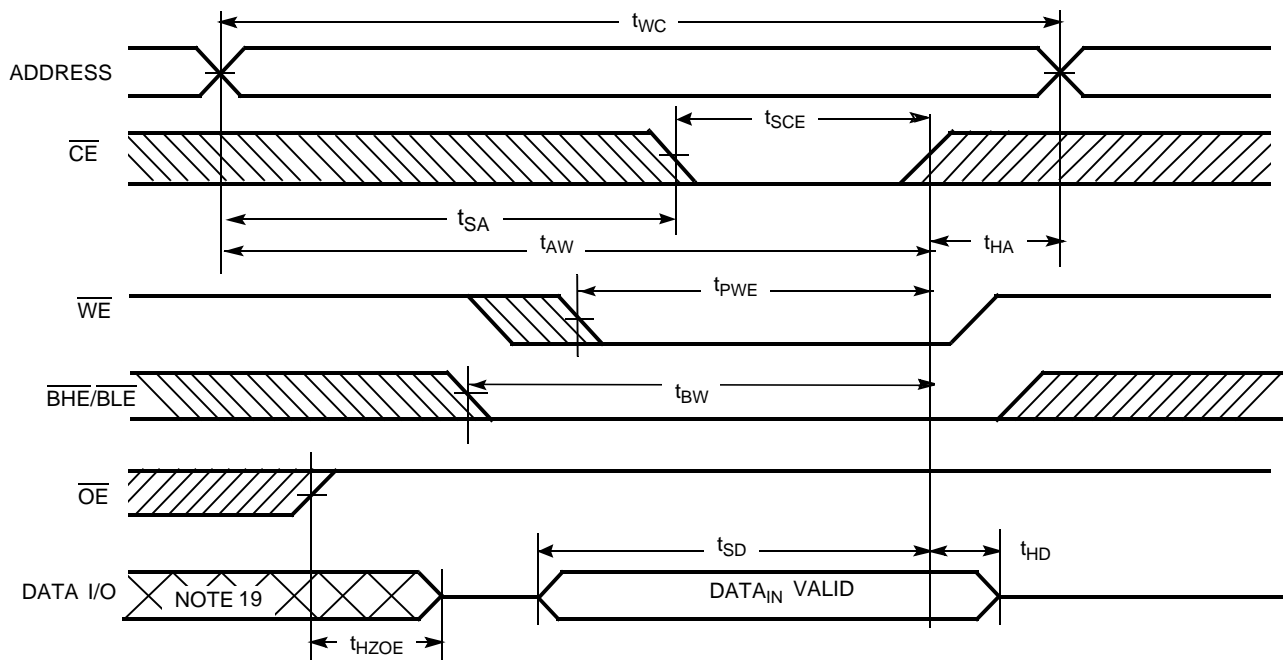 tWC
ADDRESS
tSCE
CE
tSA
tAW
tHA
tPWE
WE
tBW
BHE/BLE
OE
tSD
tHD
DATA I/O
NOTE 19
DATAIN VALID
tHZOE